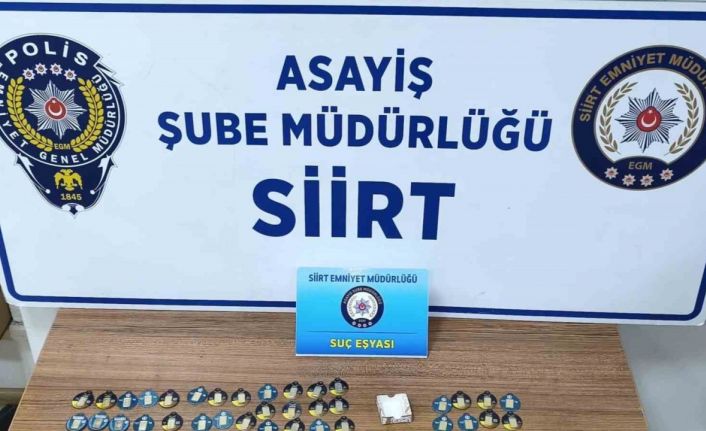 POLİS
EMNİYET GENEL MÜDÜRLÜĞÜ
EGM
1845
ASAYİŞ
ŞUBE MÜDÜRLÜĞÜ
SİİRT
SİİRT EMNİYET MÜDÜR
EGM
SİİRT EMNİYET MÜDÜRLÜĞÜ
SUÇ EŞYASI